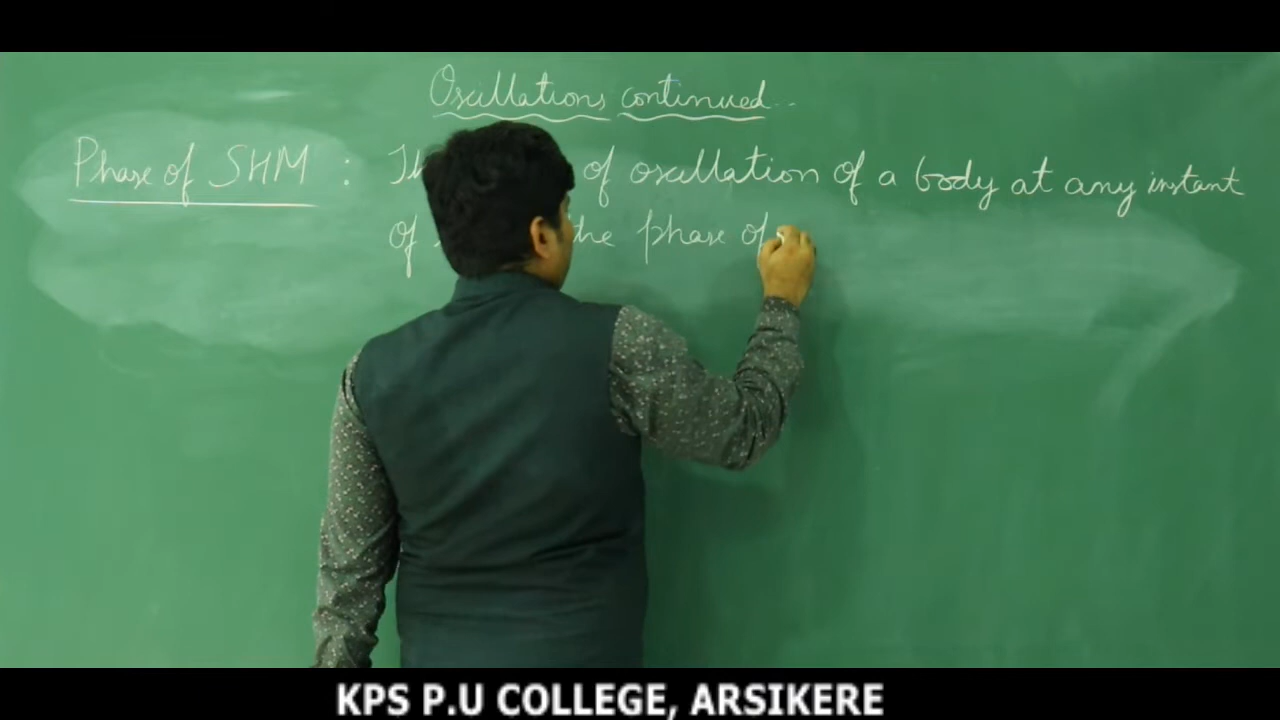 Oscillations continued..
Phase of SHM : of oscillation of a body at any instant
of the phase of
KPS P.U COLLEGE, ARSIKERE